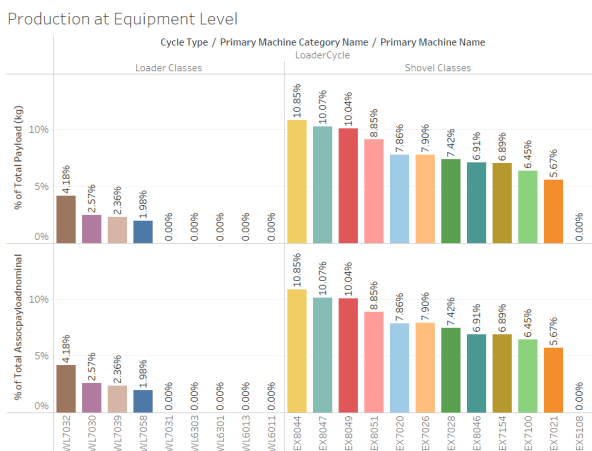 Production at Equipment Level
Cycle Type / Primary Machine Category Name / Primary Machine Name
LoaderCycle
Loader Classes
Shovel Classes
% of Total Payload (kg)
10%
5%
0%
4.18%
2.57%
2.36%
1.98%
0.00%
0.00%
0.00%
0.00%
0.00%
10.85%
10.07%
10.04%
8.85%
7.86%
7.90%
7.42%
6.91%
6.89%
6.45%
5.67%
0.00%
% of Total Assocpayloadnominal
10%
5%
0%
4.18%
2.57%
2.36%
1.98%
0.00%
0.00%
0.00%
0.00%
0.00%
10.85%
10.07%
10.04%
8.85%
7.86%
7.90%
7.42%
6.91%
6.89%
6.45%
5.67%
0.00%
WL7032
WL7030
WL7039
WL7058
WL7031
WL6303
WL6301
WL6013
WL6011
EX8044
EX8047
EX8049
EX8051
EX7020
EX7026
EX7028
EX8046
EX7154
EX7100
EX7021
EX5108